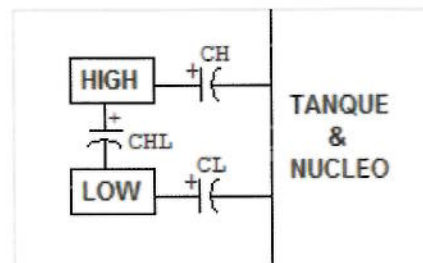 + CH
HIGH
+
CHL
TANQUE
&
NUCLEO
+ CL
LOW